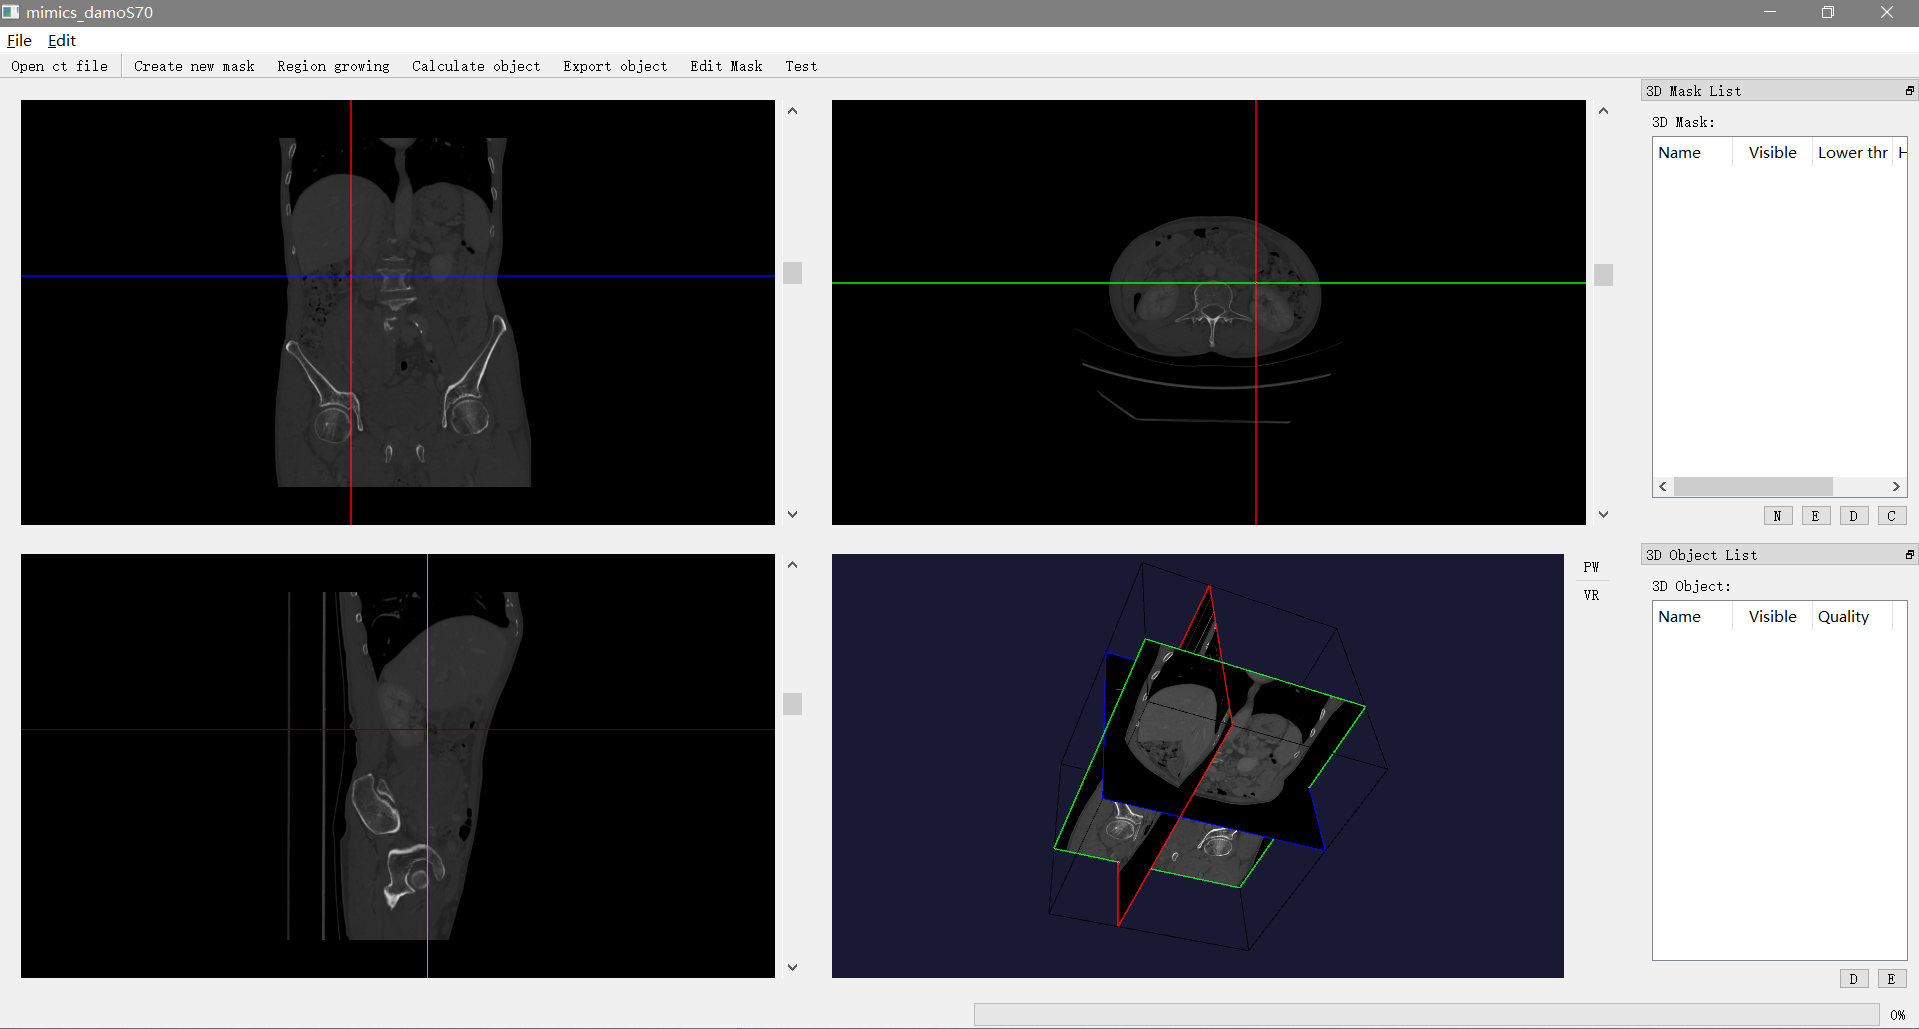 mimics_damoS70
File Edit
Open ct file Create new mask Region growing Calculate object Export object Edit Mask Test
3D Mask List
3D Mask:
Name Visible Lower thr H
N E D C
PW
VR
3D Object List
3D Object:
Name Visible Quality
D E
0%